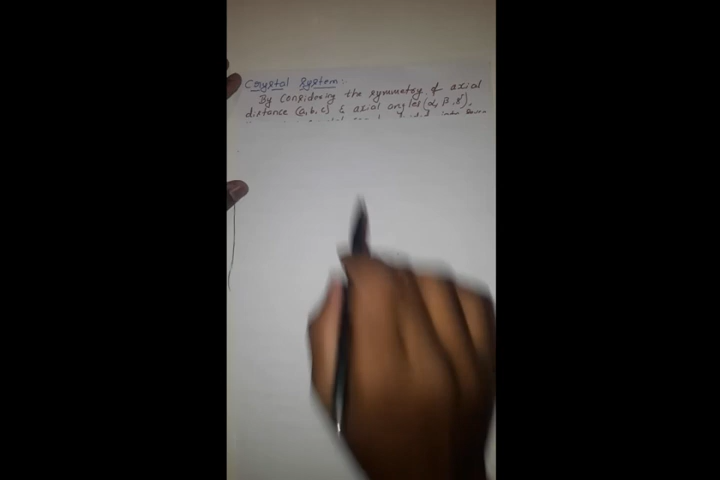 Crystal System :-
By Considering the symmetry of axial
distance (a, b, c) & axial angles (α, β, γ),